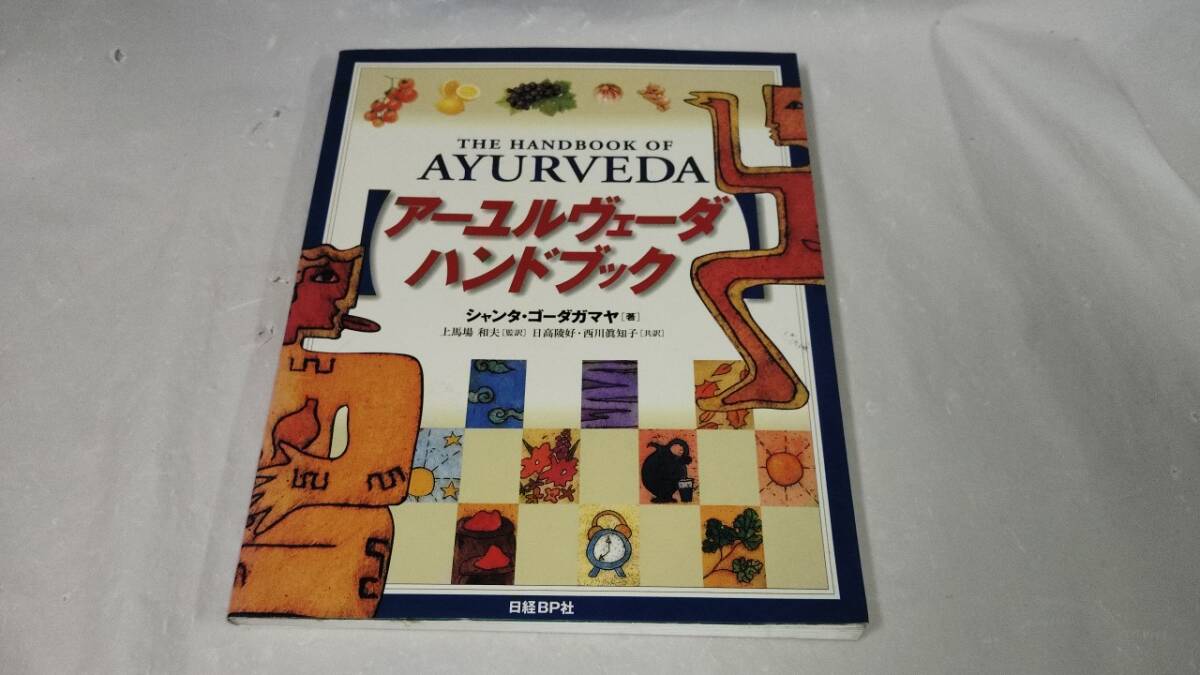 THE HANDBOOK OF
AYURVEDA
【アーユルヴェーダ
ハンドブック】
シャンタ・ゴーダガマヤ[著]
上馬場 和夫[監訳] 日高陵好・西川眞知子[共訳]
日経BP社